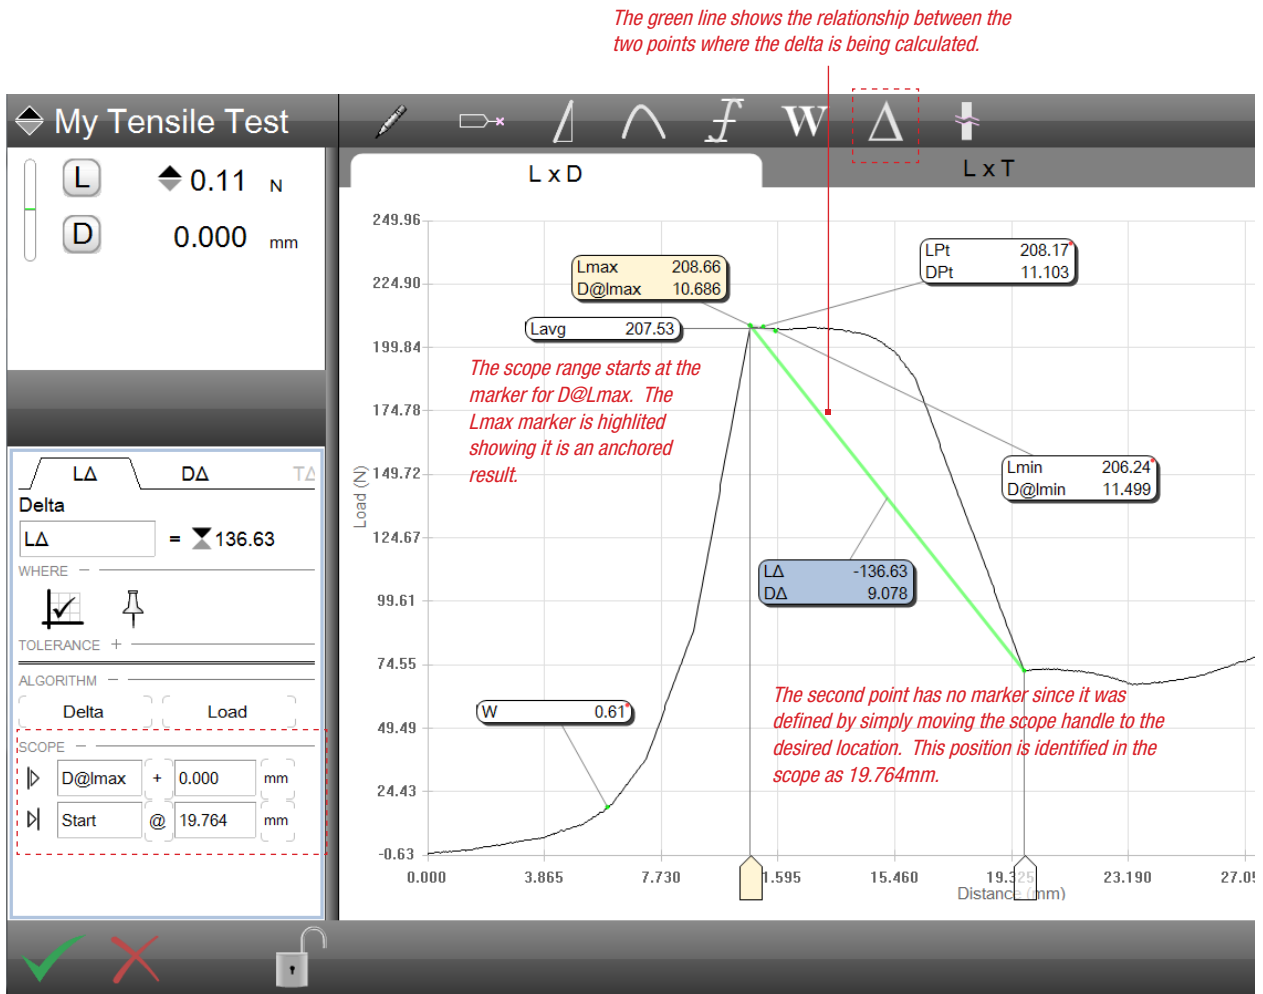 The green line shows the relationship between the
two points where the delta is being calculated.
My Tensile Test
W
Δ
L
0.11 N
D
0.000 mm
L x D
L x T
249.96
224.90
199.84
174.78
149.72
124.67
99.61
74.55
49.49
24.43
-0.63
Load (N)
Lmax 208.66
D@lmax 10.686
LPt 208.17*
DPt 11.103
Lavg 207.53
The scope range starts at the
marker for D@Lmax. The
Lmax marker is highlited
showing it is an anchored
result.
Lmin 206.24*
D@lmin 11.499
LΔ -136.63
DΔ 9.078
W 0.61*
The second point has no marker since it was
defined by simply moving the scope handle to the
desired location. This position is identified in the
scope as 19.764mm.
0.000 3.865 7.730 1.595 15.460 19.325 23.190 27.09
Distance (mm)
LΔ DΔ TΔ
Delta
LΔ = 136.63
WHERE −
TOLERANCE +
ALGORITHM −
Delta Load
SCOPE −
D@lmax + 0.000 mm
Start @ 19.764 mm